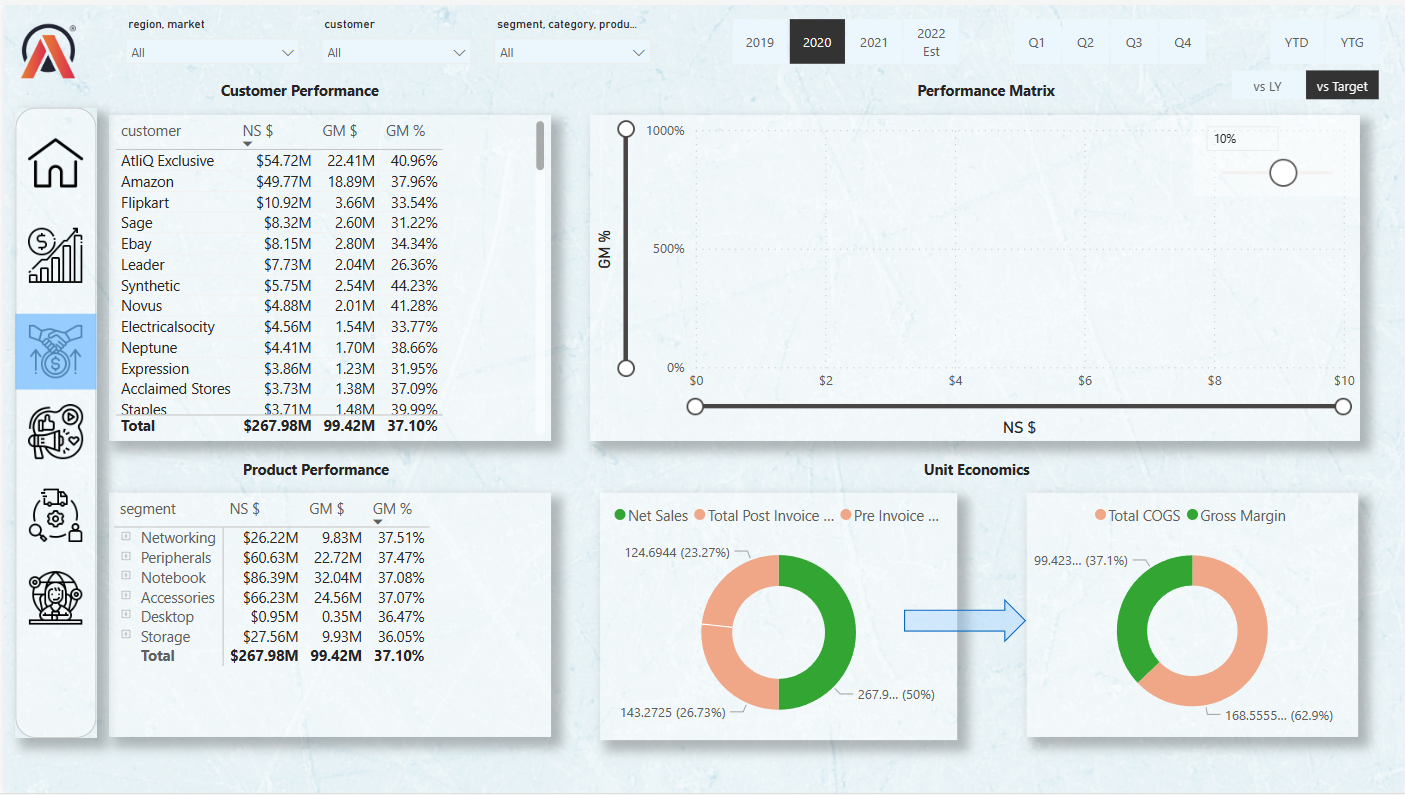 region, market
customer
segment, category, produ...
All
All
All
2019
2020
2021
2022
Est
Q1
Q2
Q3
Q4
YTD
YTG
vs LY
vs Target
Customer Performance
customer NS $ GM $ GM %
AtliQ Exclusive $54.72M 22.41M 40.96%
Amazon $49.77M 18.89M 37.96%
Flipkart $10.92M 3.66M 33.54%
Sage $8.32M 2.60M 31.22%
Ebay $8.15M 2.80M 34.34%
Leader $7.73M 2.04M 26.36%
Synthetic $5.75M 2.54M 44.23%
Novus $4.88M 2.01M 41.28%
Electricalsocity $4.56M 1.54M 33.77%
Neptune $4.41M 1.70M 38.66%
Expression $3.86M 1.23M 31.95%
Acclaimed Stores $3.73M 1.38M 37.09%
Staples $3.71M 1.48M 39.99%
Total $267.98M 99.42M 37.10%
Performance Matrix
10%
1000%
500%
0%
GM %
$0 $2 $4 $6 $8 $10
NS $
Product Performance
segment NS $ GM $ GM %
Networking $26.22M 9.83M 37.51%
Peripherals $60.63M 22.72M 37.47%
Notebook $86.39M 32.04M 37.08%
Accessories $66.23M 24.56M 37.07%
Desktop $0.95M 0.35M 36.47%
Storage $27.56M 9.93M 36.05%
Total $267.98M 99.42M 37.10%
Unit Economics
Net Sales Total Post Invoice ... Pre Invoice ...
124.6944 (23.27%)
267.9... (50%)
143.2725 (26.73%)
Total COGS Gross Margin
99.423... (37.1%)
168.5555... (62.9%)